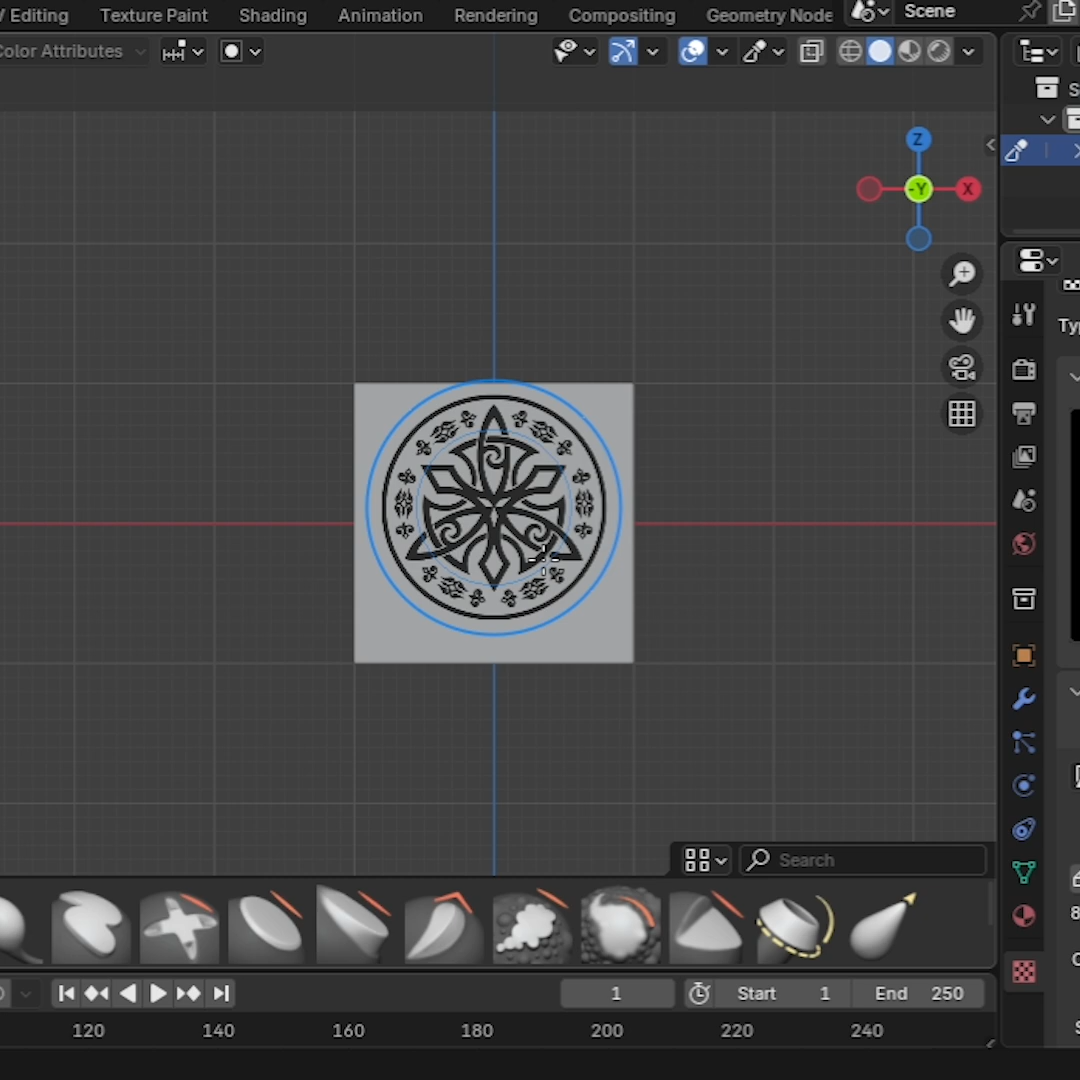 / Editing Texture Paint Shading Animation Rendering Compositing Geometry Node Scene
Color Attributes
Z
-Y X
Search
1 Start 1 End 250
120 140 160 180 200 220 240